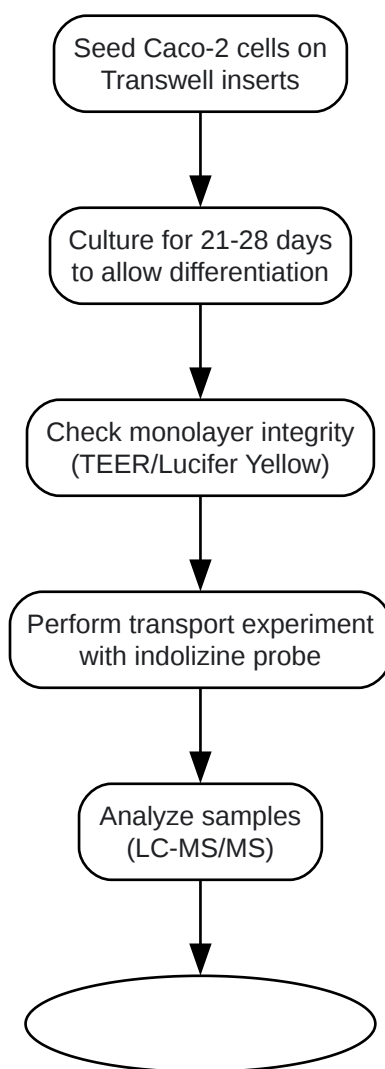 Seed Caco-2 cells on
Transwell inserts
Culture for 21-28 days
to allow differentiation
Check monolayer integrity
(TEER/Lucifer Yellow)
Perform transport experiment
with indolizine probe
Analyze samples
(LC-MS/MS)